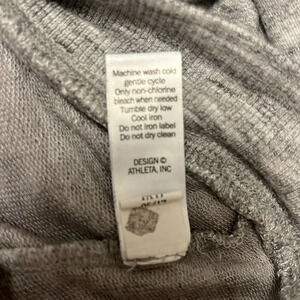 Machine wash cold
gentle cycle
Only non-chlorine
bleach when needed
Tumble dry low
Cool iron
Do not iron label
Do not dry clean
DESIGN ©
ATHLETA, INC